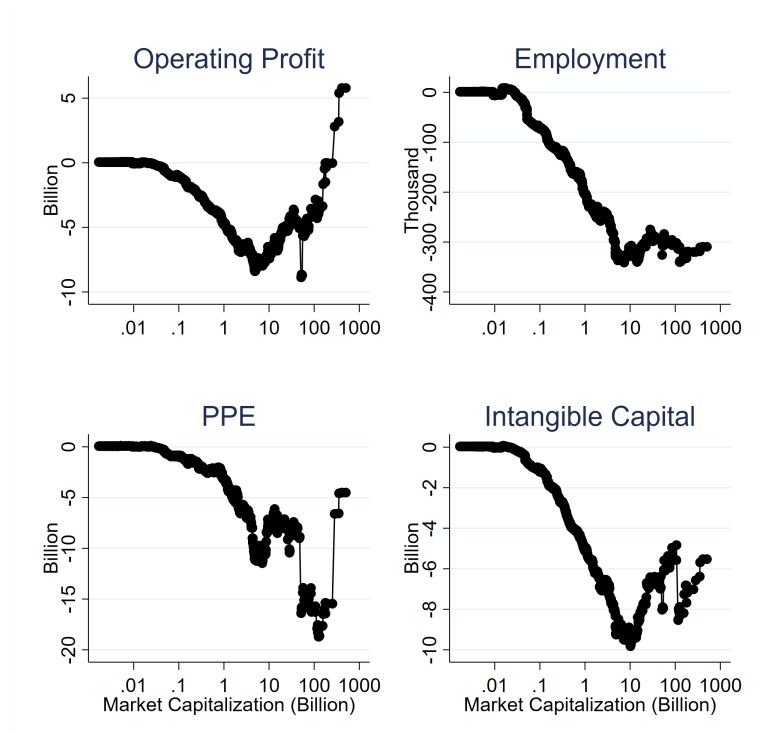 Operating Profit
Billion
5
0
-5
-10
.01 .1 1 10 100 1000
Employment
Thousand
0
-100
-200
-300
-400
.01 .1 1 10 100 1000
PPE
Billion
0
-5
-10
-15
-20
.01 .1 1 10 100 1000
Market Capitalization (Billion)
Intangible Capital
Billion
0
-2
-4
-6
-8
-10
.01 .1 1 10 100 1000
Market Capitalization (Billion)